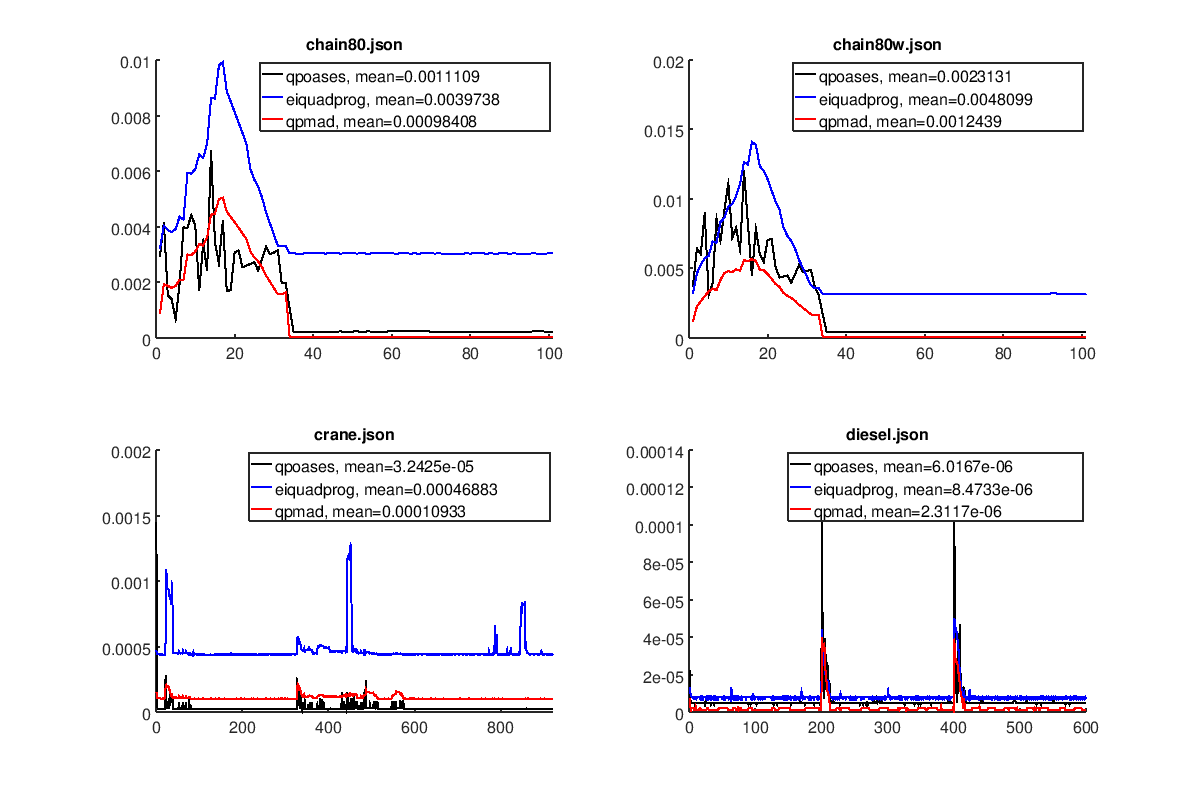 chain80.json
qpoases, mean=0.0011109
eiquadprog, mean=0.0039738
qpmad, mean=0.00098408
0.01
0.008
0.006
0.004
0.002
0
0 20 40 60 80 100
chain80w.json
qpoases, mean=0.0023131
eiquadprog, mean=0.0048099
qpmad, mean=0.0012439
0.02
0.015
0.01
0.005
0
0 20 40 60 80 100
crane.json
qpoases, mean=3.2425e-05
eiquadprog, mean=0.00046883
qpmad, mean=0.00010933
0.002
0.0015
0.001
0.0005
0
0 200 400 600 800
diesel.json
qpoases, mean=6.0167e-06
eiquadprog, mean=8.4733e-06
qpmad, mean=2.3117e-06
0.00014
0.00012
0.0001
8e-05
6e-05
4e-05
2e-05
0
0 100 200 300 400 500 600